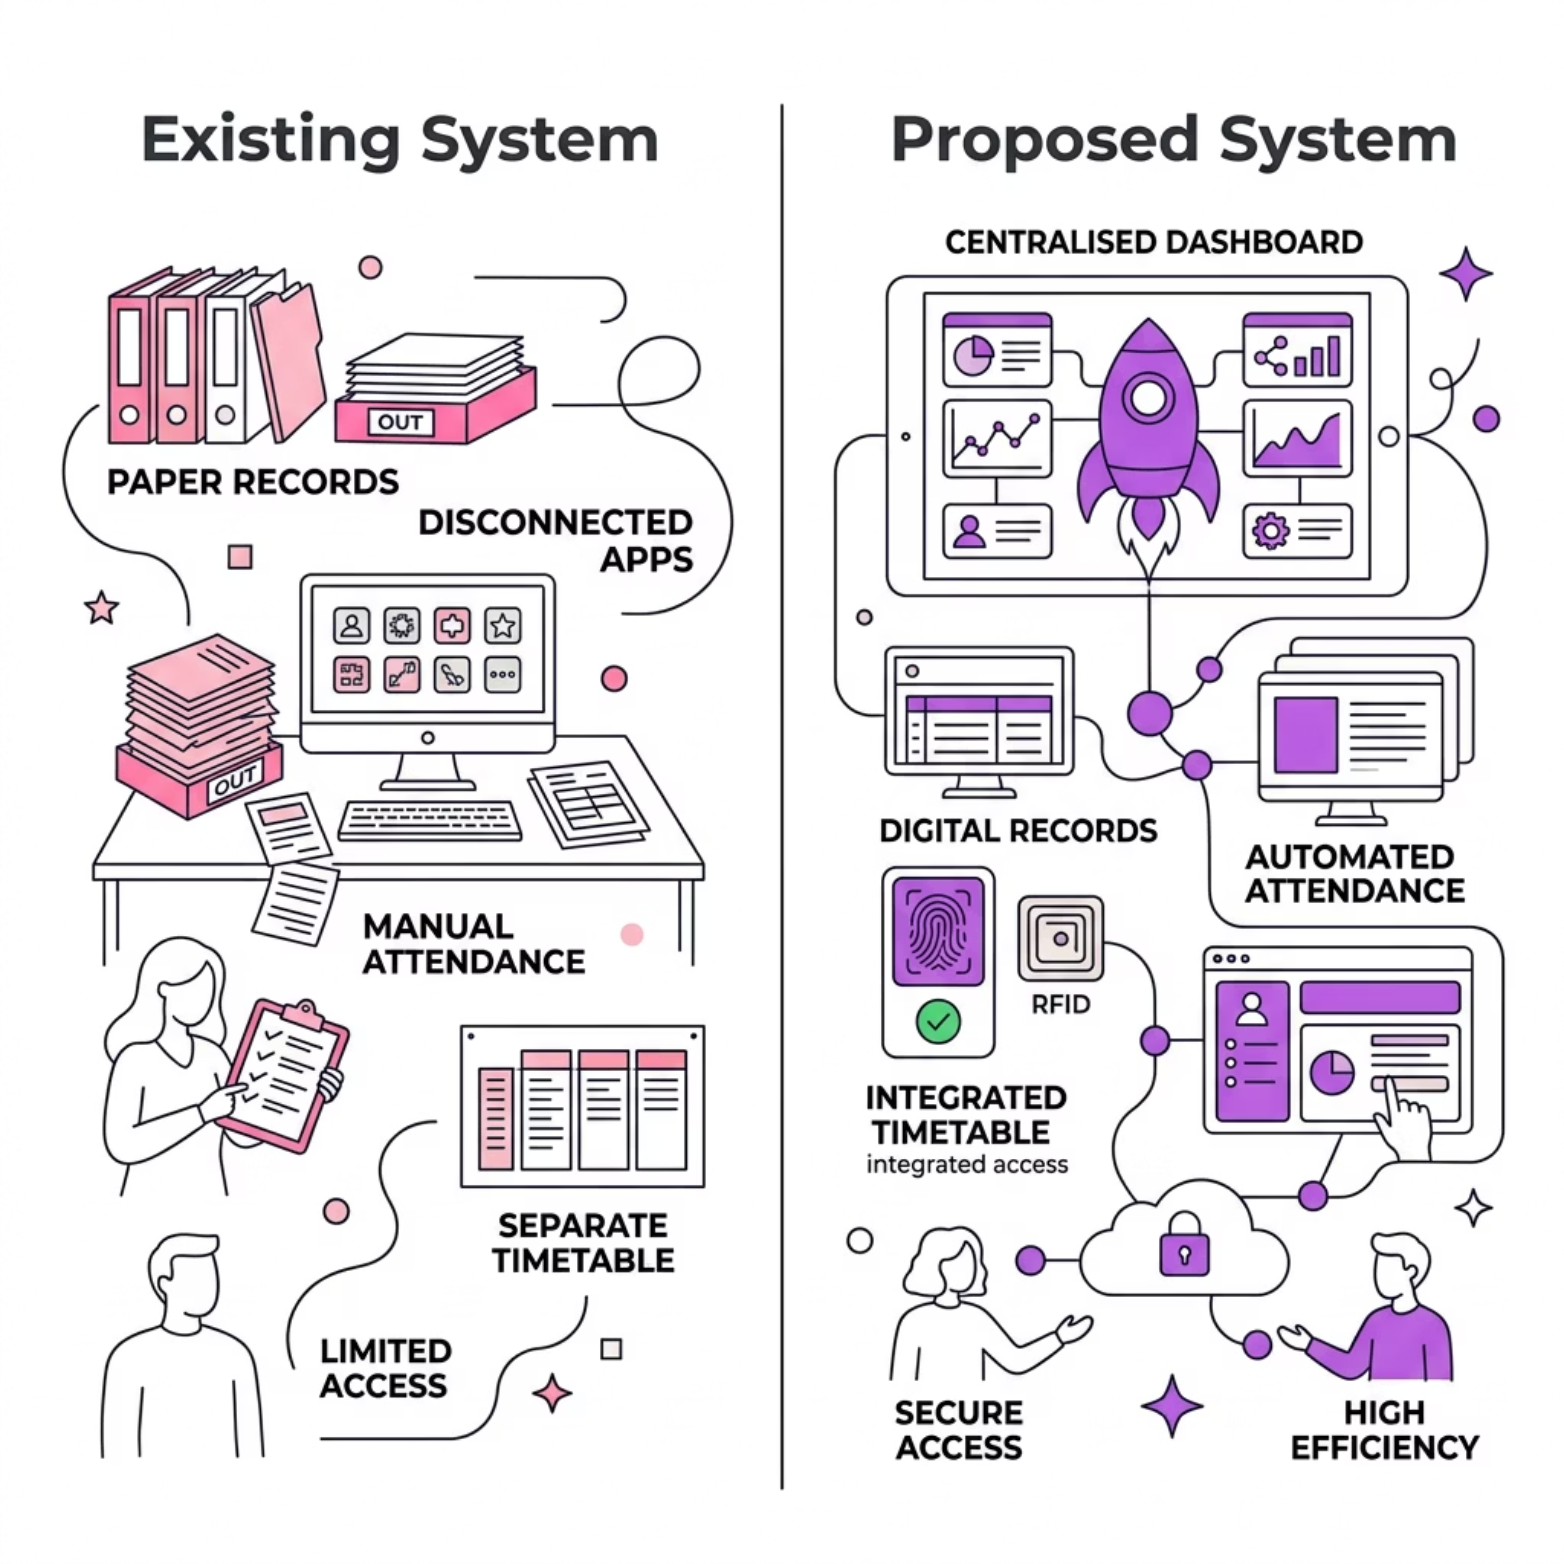 Existing System
OUT
PAPER RECORDS
DISCONNECTED
APPS
OUT
MANUAL
ATTENDANCE
SEPARATE
TIMETABLE
LIMITED
ACCESS
Proposed System
CENTRALISED DASHBOARD
DIGITAL RECORDS
AUTOMATED
ATTENDANCE
RFID
INTEGRATED
TIMETABLE
integrated access
SECURE
ACCESS
HIGH
EFFICIENCY